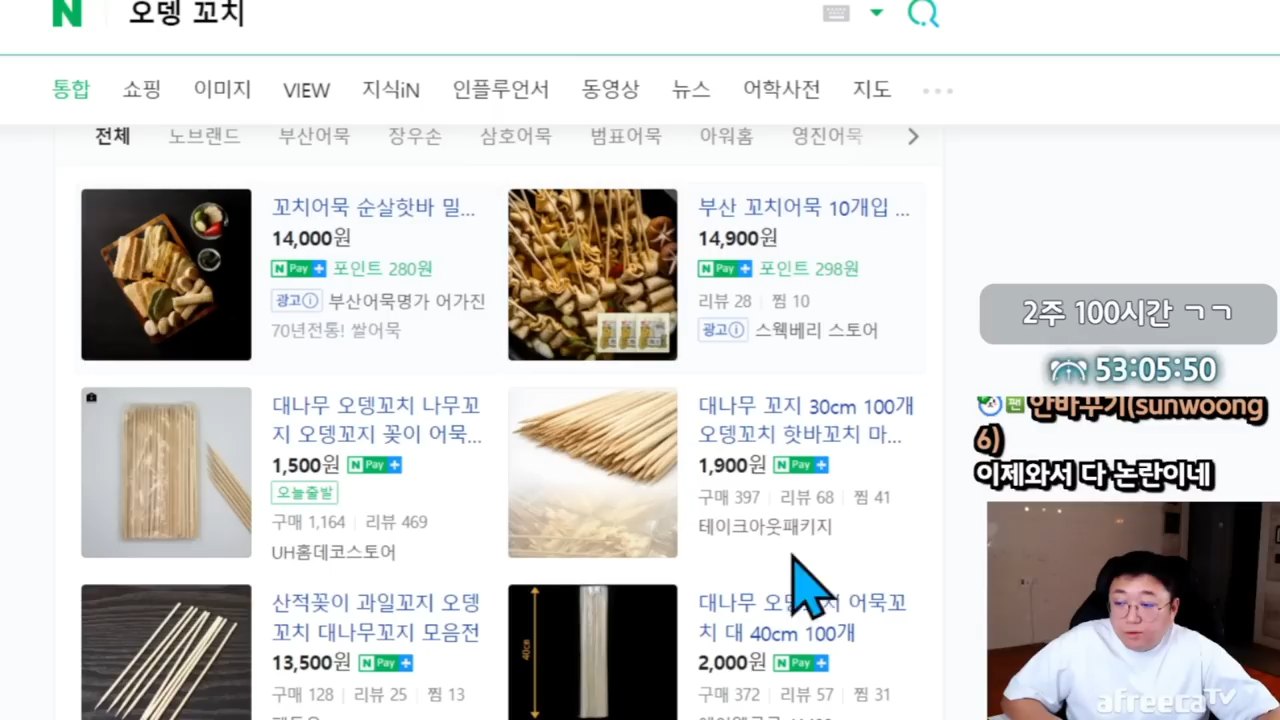 N 오뎅 꼬치
통합 쇼핑 이미지 VIEW 지식iN 인플루언서 동영상 뉴스 어학사전 지도
전체 노브랜드 부산어묵 장우손 삼호어묵 범표어묵 아워홈 영진어묵
꼬치어묵 순살핫바 밀...
14,000원
N Pay + 포인트 280원
광고 부산어묵명가 어가진
70년전통! 쌀어묵
부산 꼬치어묵 10개입 ...
14,900원
N Pay + 포인트 298원
리뷰 28 찜 10
광고 스웩베리 스토어
대나무 오뎅꼬치 나무꼬
지 오뎅꼬지 꽂이 어묵...
1,500원 N Pay +
오늘출발
구매 1,164 리뷰 469
UH홈데코스토어
대나무 꼬지 30cm 100개
오뎅꼬치 핫바꼬치 마...
1,900원 N Pay +
구매 397 리뷰 68 찜 41
테이크아웃패키지
산적꽂이 과일꼬지 오뎅
꼬치 대나무꼬지 모음전
13,500원 N Pay +
구매 128 리뷰 25 찜 13
40cm
대나무 오뎅 지 어묵꼬
치 대 40cm 100개
2,000원 N Pay +
구매 372 리뷰 57 찜 31
2주 100시간 ㄱㄱ
53:05:50
팬 안바꾸기(sunwoong
6)
이제와서 다 논란이네
afreecaTV